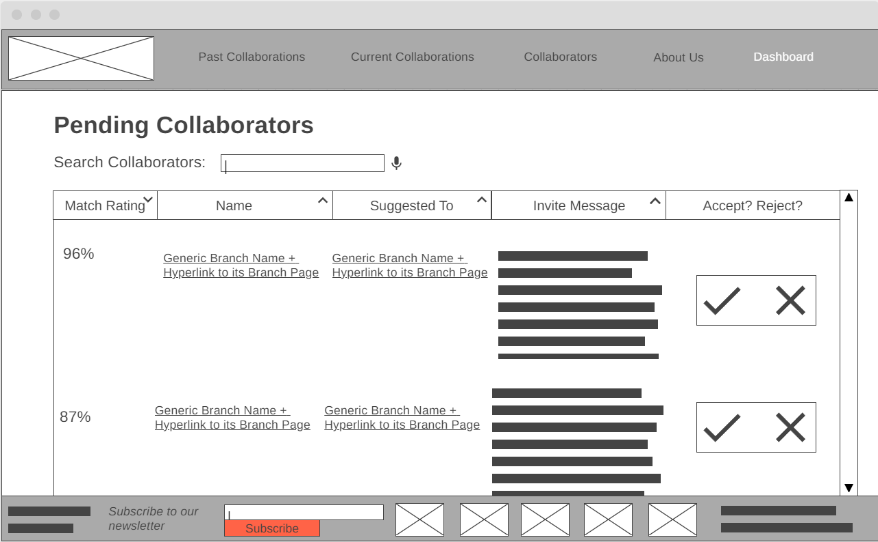 Past Collaborations Current Collaborations Collaborators About Us Dashboard
Pending Collaborators
Search Collaborators:
Match Rating Name Suggested To Invite Message Accept? Reject?
96%
Generic Branch Name + Generic Branch Name +
Hyperlink to its Branch Page Hyperlink to its Branch Page
87%
Generic Branch Name + Generic Branch Name +
Hyperlink to its Branch Page Hyperlink to its Branch Page
Subscribe to our
newsletter
Subscribe